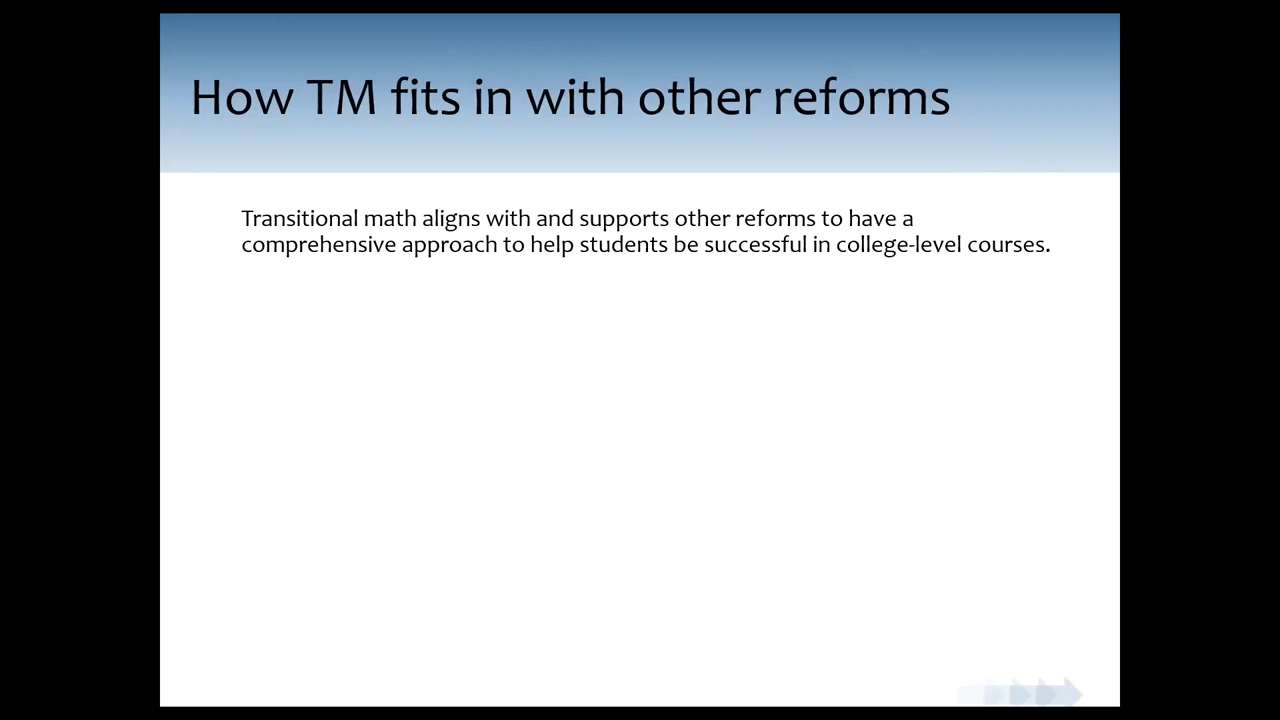 How TM fits in with other reforms
Transitional math aligns with and supports other reforms to have a
comprehensive approach to help students be successful in college-level courses.